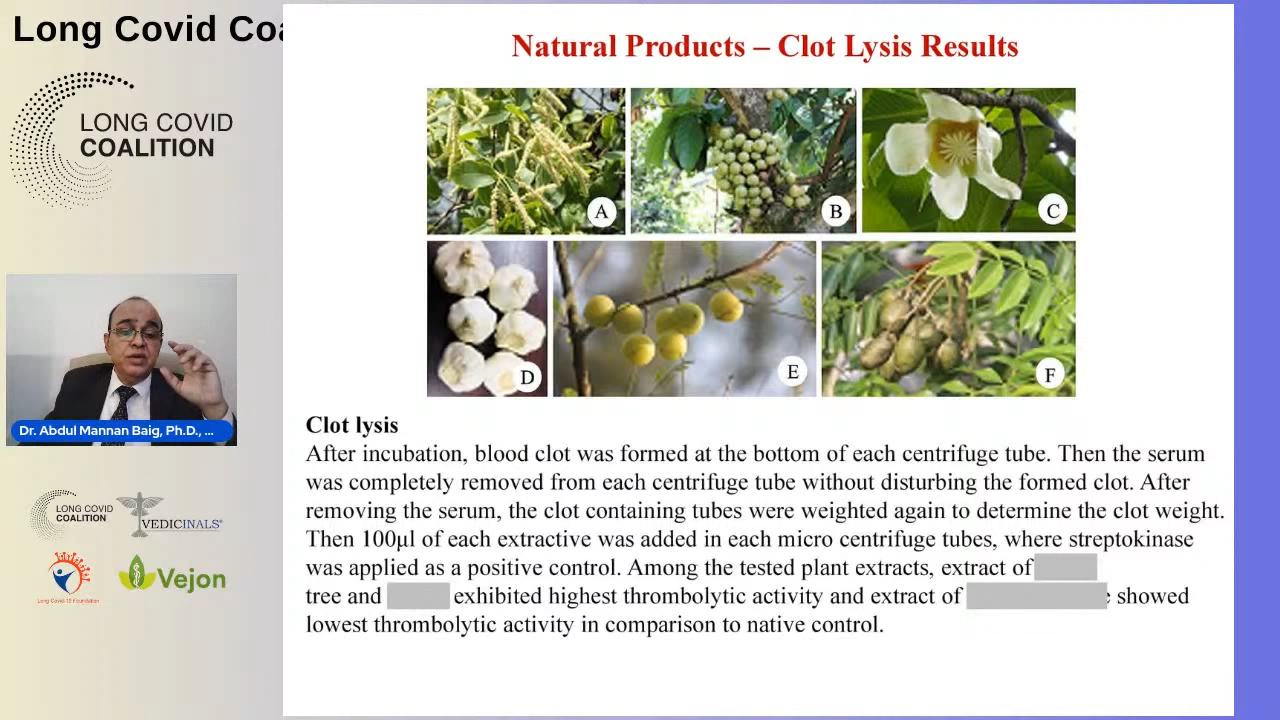 Long Covid Coa
LONG COVID
COALITION
Dr. Abdul Mannan Baig, Ph.D., ...
LONG COVID
COALITION
VEDICINALS®
Long Covid-19 Foundation
Vejon
Natural Products – Clot Lysis Results
A
B
C
D
E
F
Clot lysis
After incubation, blood clot was formed at the bottom of each centrifuge tube. Then the serum
was completely removed from each centrifuge tube without disturbing the formed clot. After
removing the serum, the clot containing tubes were weighted again to determine the clot weight.
Then 100µl of each extractive was added in each micro centrifuge tubes, where streptokinase
was applied as a positive control. Among the tested plant extracts, extract of
tree and exhibited highest thrombolytic activity and extract of e showed
lowest thrombolytic activity in comparison to native control.